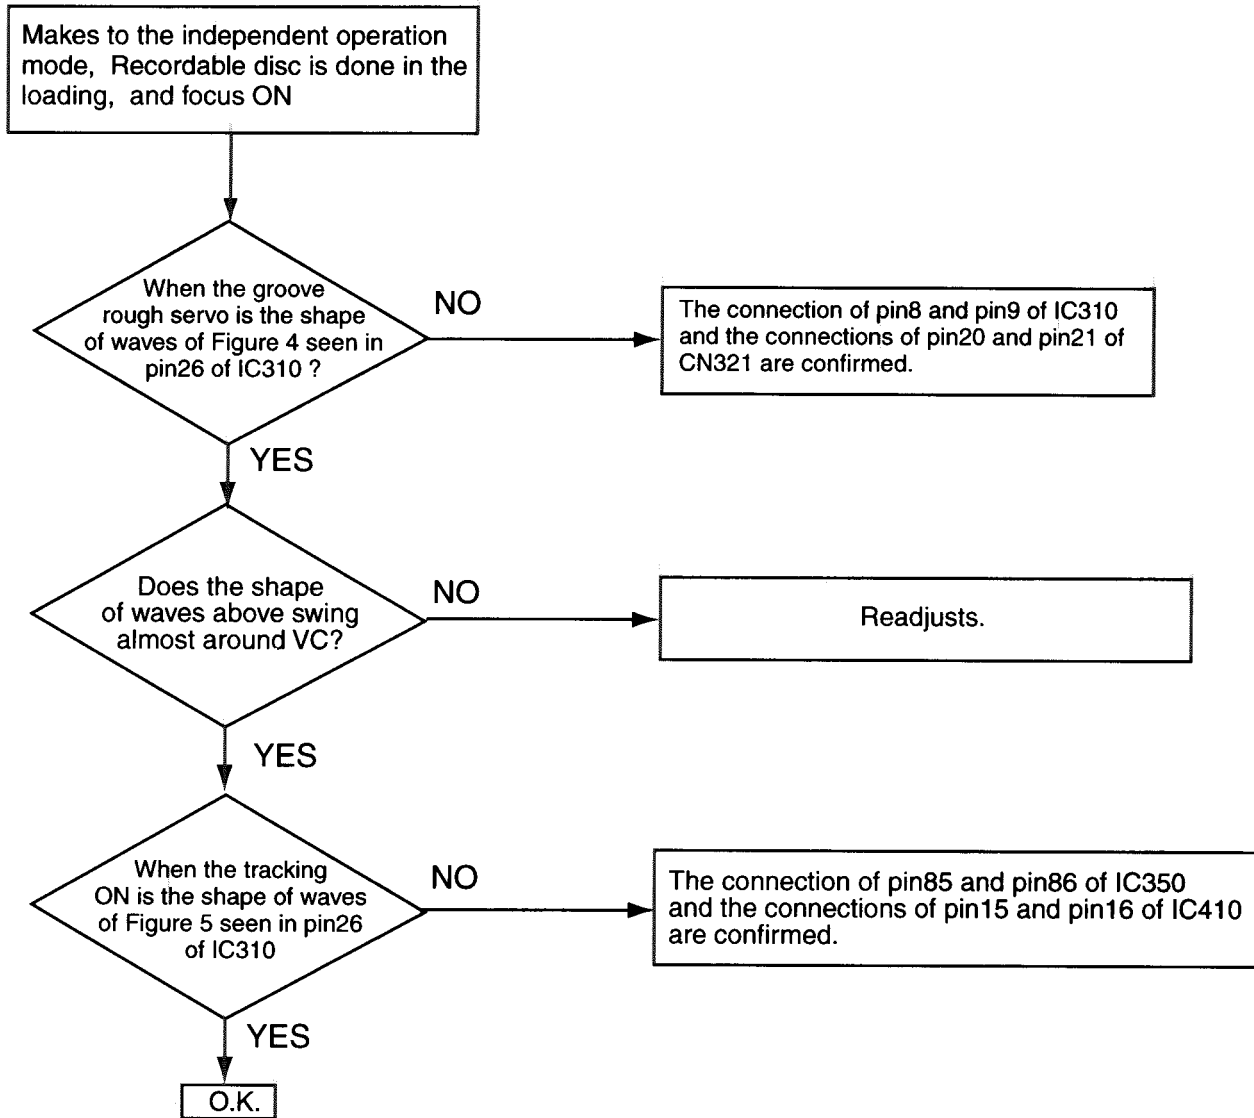 Makes to the independent operation
mode, Recordable disc is done in the
loading, and focus ON
When the groove
rough servo is the shape
of waves of Figure 4 seen in
pin26 of IC310 ?
NO
The connection of pin8 and pin9 of IC310
and the connections of pin20 and pin21 of
CN321 are confirmed.
YES
Does the shape
of waves above swing
almost around VC?
NO
Readjusts.
YES
When the tracking
ON is the shape of waves
of Figure 5 seen in pin26
of IC310
NO
The connection of pin85 and pin86 of IC350
and the connections of pin15 and pin16 of IC410
are confirmed.
YES
O.K.